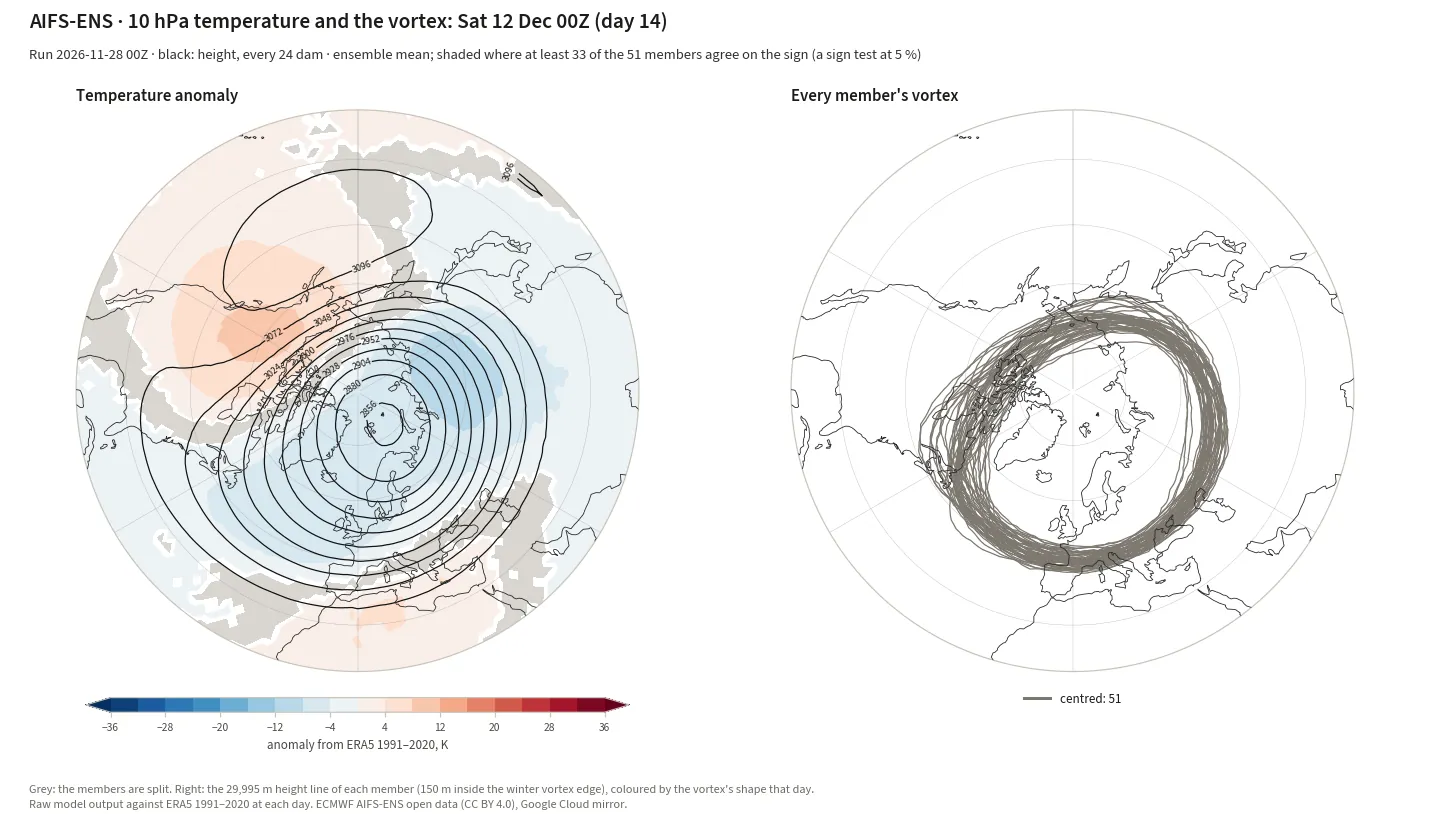 AIFS-ENS · 10 hPa temperature and the vortex: Sat 12 Dec 00Z (day 14)
Run 2026-11-28 00Z · black: height, every 24 dam · ensemble mean; shaded where at least 33 of the 51 members agree on the sign (a sign test at 5 %)
Temperature anomaly
Every member's vortex
3096
3096
3072
3048
3024
2976
2952
2928
2904
2880
2856
centred: 51
−36 −28 −20 −12 −4 4 12 20 28 36
anomaly from ERA5 1991–2020, K
Grey: the members are split. Right: the 29,995 m height line of each member (150 m inside the winter vortex edge), coloured by the vortex's shape that day.
Raw model output against ERA5 1991–2020 at each day. ECMWF AIFS-ENS open data (CC BY 4.0), Google Cloud mirror.